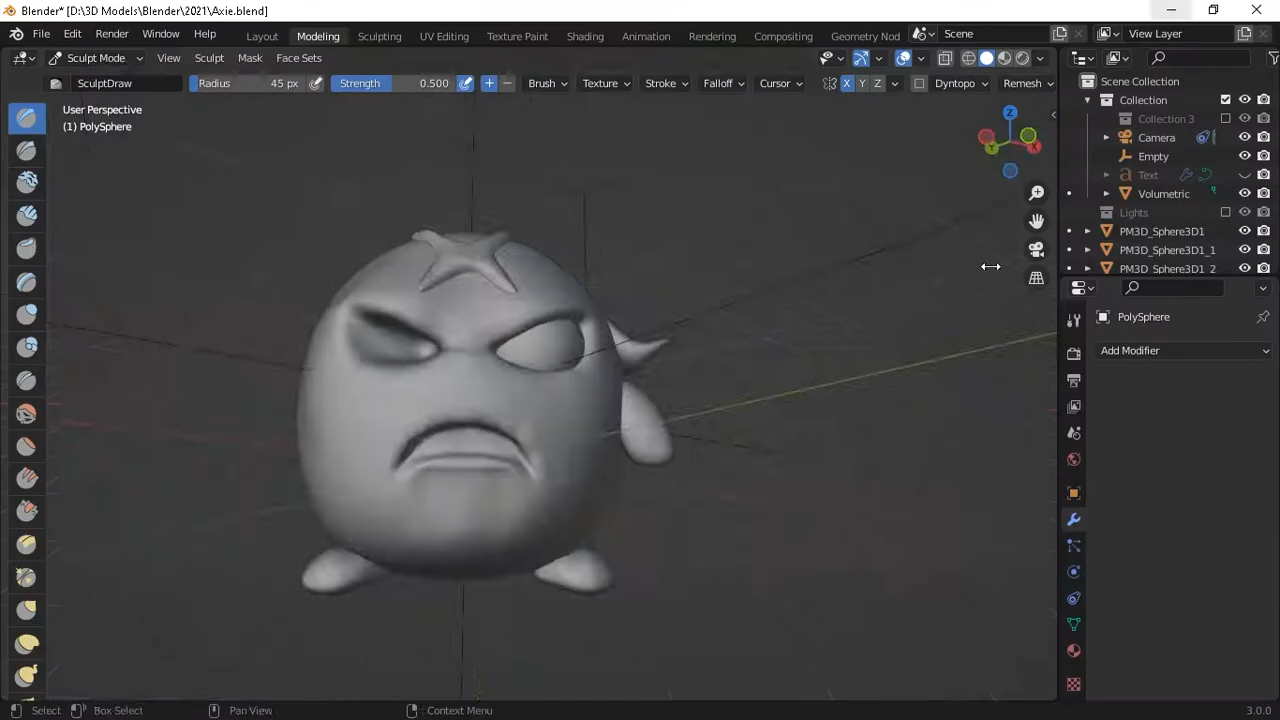 Blender* [D:\3D Models\Blender\2021\Axie.blend]
File Edit Render Window Help Layout Modeling Sculpting UV Editing Texture Paint Shading Animation Rendering Compositing Geometry Nod Scene View Layer
Sculpt Mode View Sculpt Mask Face Sets
SculptDraw Radius 45 px Strength 0.500 Brush Texture Stroke Falloff Cursor X Y Z Dyntopo Remesh
Scene Collection
Collection
Collection 3
Camera
Empty
Text
Volumetric
Lights
PM3D_Sphere3D1
PM3D_Sphere3D1_1
PM3D_Sphere3D1_2
User Perspective
(1) PolySphere
Z
Y
X
PolySphere
Add Modifier
Select Box Select Pan View Context Menu 3.0.0